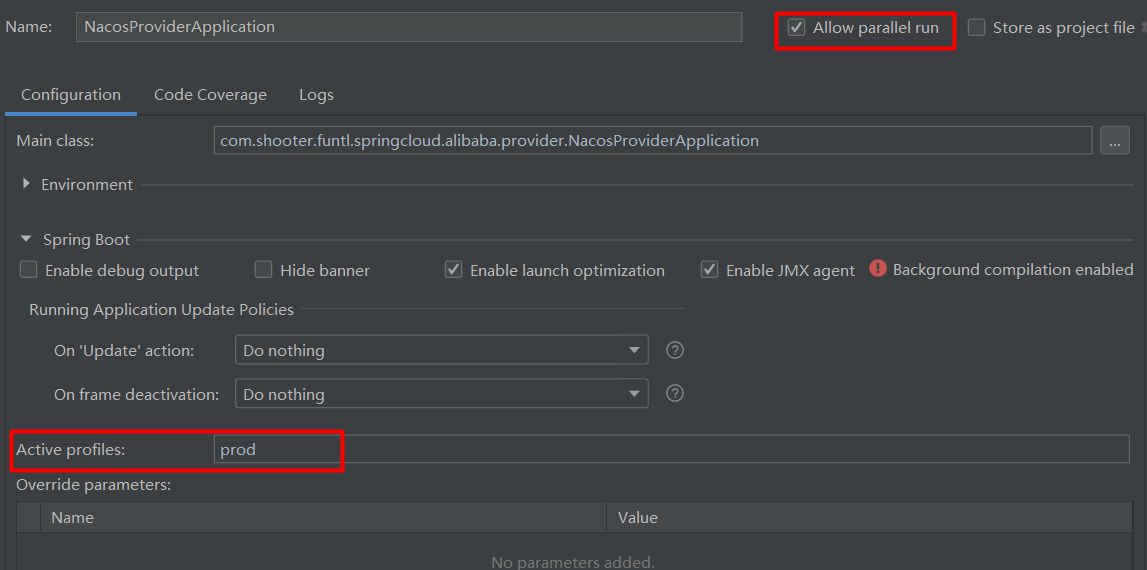 Name: NacosProviderApplication Allow parallel run Store as project file
Configuration Code Coverage Logs
Main class: com.shooter.funtl.springcloud.alibaba.provider.NacosProviderApplication ...
Environment
Spring Boot
Enable debug output Hide banner Enable launch optimization Enable JMX agent Background compilation enabled
Running Application Update Policies
On 'Update' action: Do nothing ?
On frame deactivation: Do nothing ?
Active profiles: prod
Override parameters:
Name Value
No parameters added.